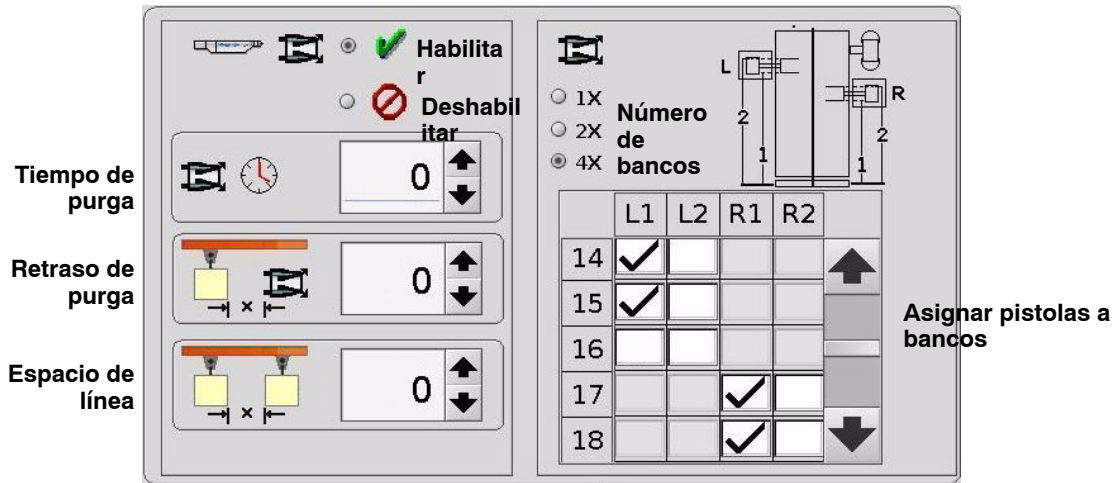 Habilita
r
Deshabil
itar
Tiempo de
purga
0
Retraso de
purga
x
0
Espacio de
línea
x
0
1X
2X
4X
Número
de
bancos
L
R
2
1
1
2
L1 L2 R1 R2
14
15
16
17
18
Asignar pistolas a
bancos